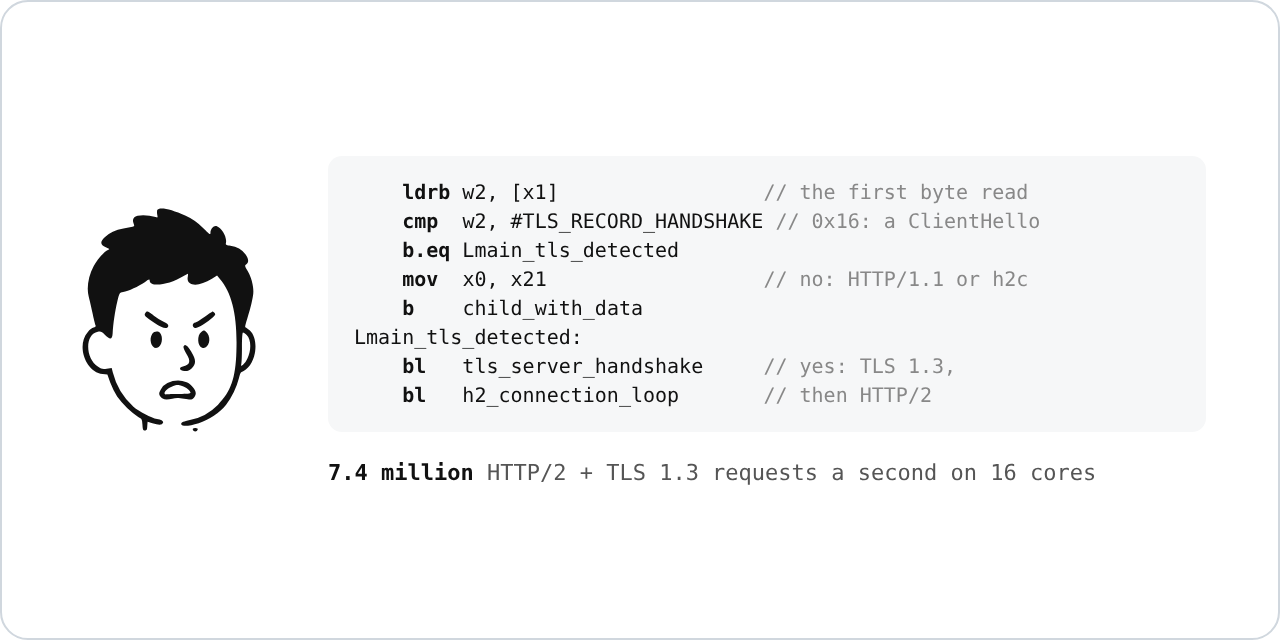 ldrb w2, [x1]                 // the first byte read
cmp  w2, #TLS_RECORD_HANDSHAKE // 0x16: a ClientHello
b.eq Lmain_tls_detected
mov  x0, x21                  // no: HTTP/1.1 or h2c
b    child_with_data
Lmain_tls_detected:
bl   tls_server_handshake     // yes: TLS 1.3,
bl   h2_connection_loop       // then HTTP/2
7.4 million HTTP/2 + TLS 1.3 requests a second on 16 cores